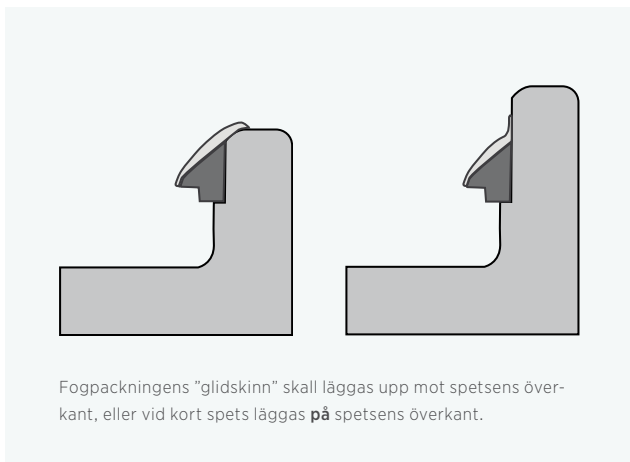 Fogpackningens ”glidskinn” skall läggas upp mot spetsens över-
kant, eller vid kort spets läggas på spetsens överkant.